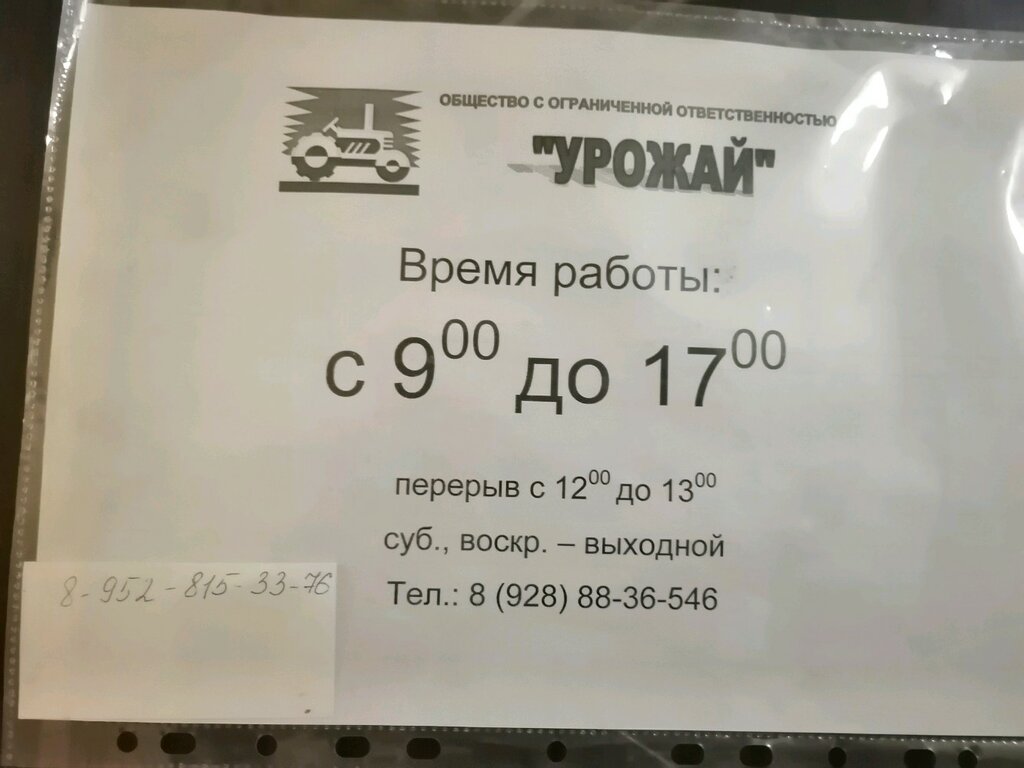 ОБЩЕСТВО С ОГРАНИЧЕННОЙ ОТВЕТСТВЕННОСТЬЮ
"УРОЖАЙ"
Время работы:
с 9⁰⁰ до 17⁰⁰
перерыв с 12⁰⁰ до 13⁰⁰
суб., воскр. – выходной
Тел.: 8 (928) 88-36-546
8-952-815-33-76